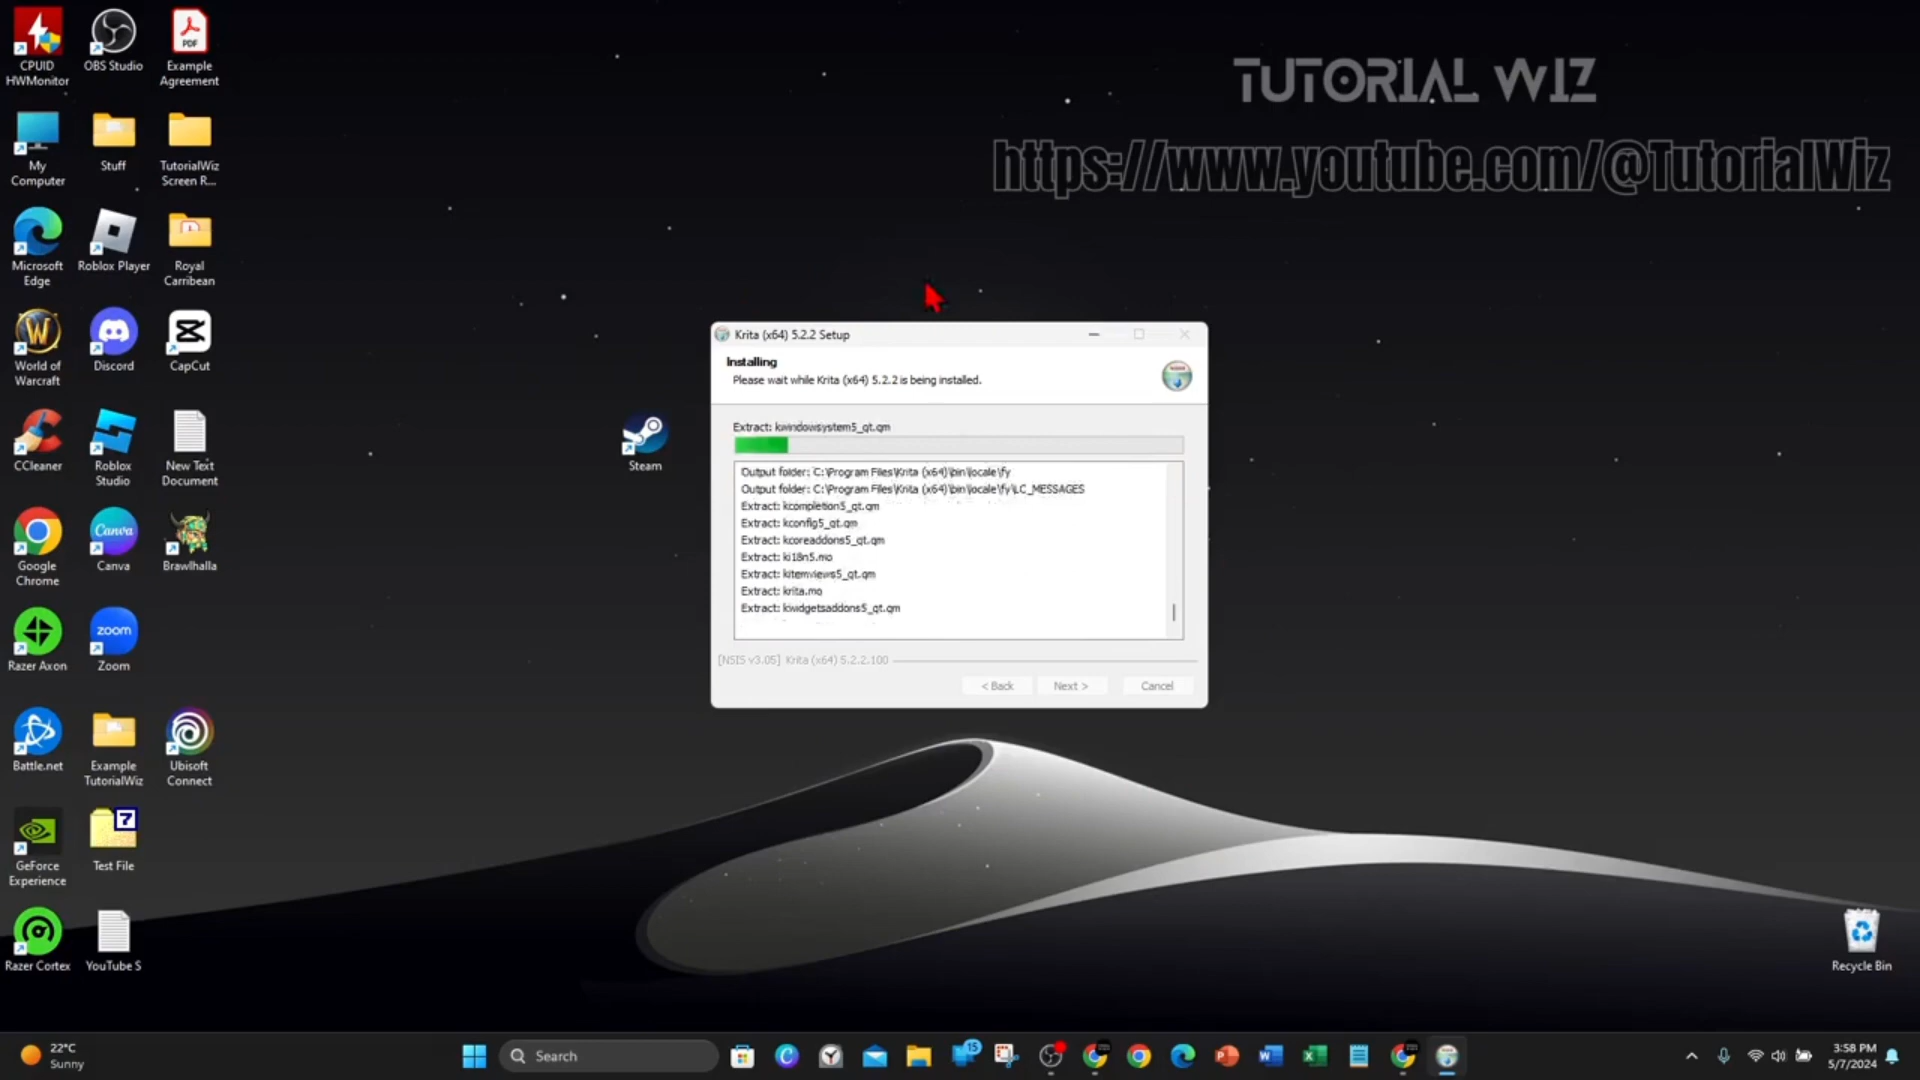 CPUID
HWMonitor
OBS Studio
PDF
Example
Agreement
TUTORIAL WIZ
https://www.youtube.com/@TutorialWiz
My
Computer
Stuff
TutorialWiz
Screen R...
Microsoft
Edge
Roblox Player
Royal
Carribean
World of
Warcraft
Discord
CapCut
CCleaner
Roblox
Studio
New Text
Document
Steam
Google
Chrome
Canva
Canva
Brawlhalla
Razer Axon
zoom
Zoom
Battle.net
Example
TutorialWiz
Ubisoft
Connect
GeForce
Experience
7
Test File
Razer Cortex
YouTube S
Krita (x64) 5.2.2 Setup
Installing
Please wait while Krita (x64) 5.2.2 is being installed.
Extract: kwindowsystem5_qt.qm
Output folder: C:\Program Files\Krita (x64)\bin\locale\fy
Output folder: C:\Program Files\Krita (x64)\bin\locale\fy\LC_MESSAGES
Extract: kcompletion5_qt.qm
Extract: kconfig5_qt.qm
Extract: kcoreaddons5_qt.qm
Extract: ki18n5.mo
Extract: kitemviews5_qt.qm
Extract: krita.mo
Extract: kwidgetsaddons5_qt.qm
[NSIS v3.05] Krita (x64) 5.2.2.100
< Back
Next >
Cancel
Recycle Bin
22°C
Sunny
Search
15
3:58 PM
5/7/2024